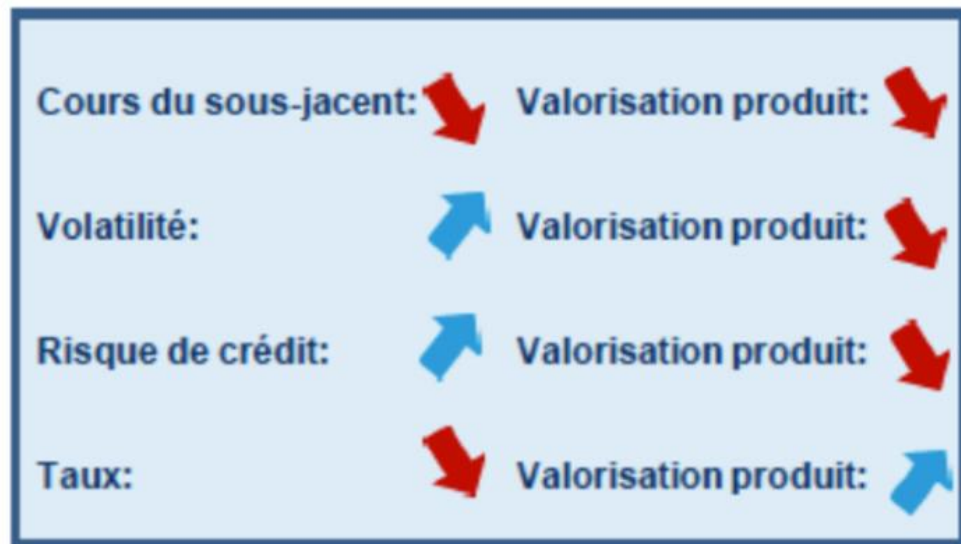 Cours du sous-jacent: Valorisation produit:
Volatilité: Valorisation produit:
Risque de crédit: Valorisation produit:
Taux: Valorisation produit: